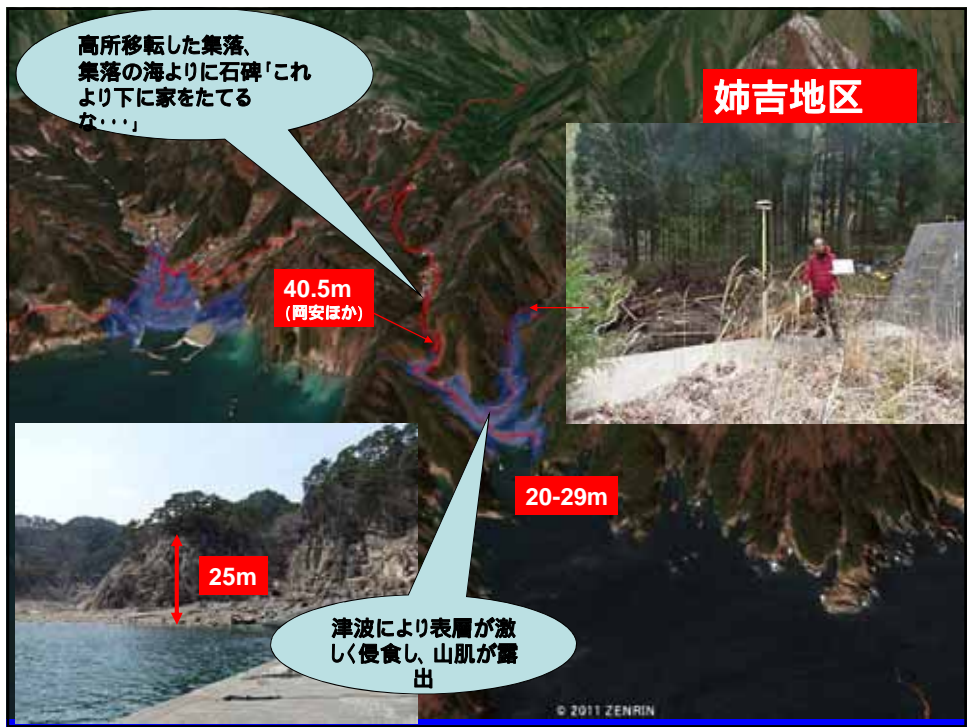 高所移転した集落、
集落の海よりに石碑「これ
より下に家をたてる
な・・・」
姉吉地区
40.5m
(岡安ほか)
20-29m
25m
津波により表層が激
しく侵食し、山肌が露
出
© 2011 ZENRIN